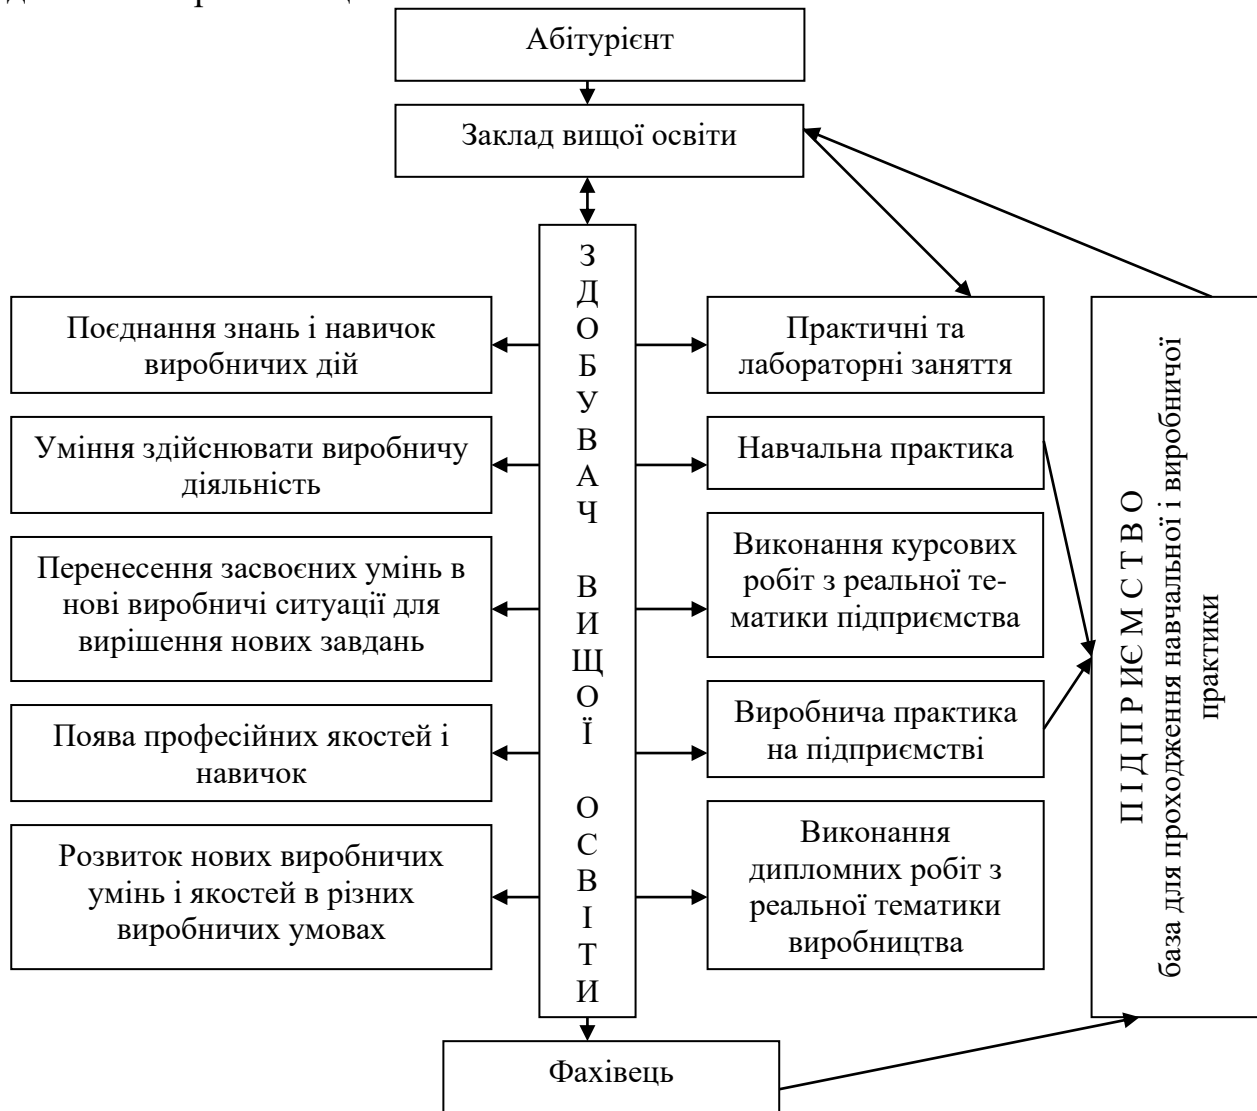 Абітурієнт
Заклад вищої освіти
ЗДОБУВАЧ ВИЩОЇ ОСВІТИ
Поєднання знань і навичок
виробничих дій
Уміння здійснювати виробничу
діяльність
Перенесення засвоєних умінь в
нові виробничі ситуації для
вирішення нових завдань
Поява професійних якостей і
навичок
Розвиток нових виробничих
умінь і якостей в різних
виробничих умовах
Практичні та
лабораторні заняття
Навчальна практика
Виконання курсових
робіт з реальної те-
матики підприємства
Виробнича практика
на підприємстві
Виконання
дипломних робіт з
реальної тематики
виробництва
П І Д П Р И Є М С Т В О
база для проходження навчальної і виробничої
практики
Фахівець